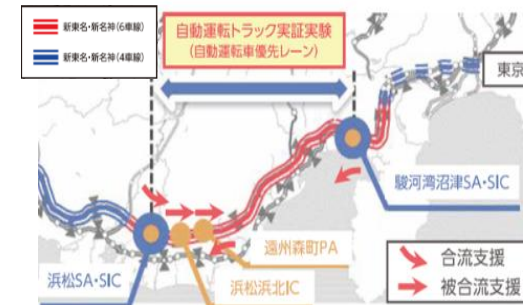 新東名・新名神(6車線)
新東名・新名神(4車線)
自動運転トラック実証実験
(自動運転車優先レーン)
東京
駿河湾沼津SA・SIC
遠州森町PA
浜松SA・SIC
浜松浜北IC
合流支援
被合流支援